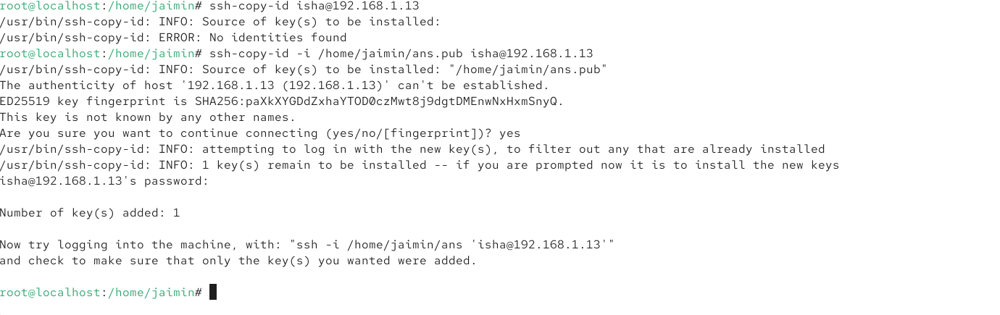 root@localhost:/home/jaimin# ssh-copy-id isha@192.168.1.13
/usr/bin/ssh-copy-id: INFO: Source of key(s) to be installed:
/usr/bin/ssh-copy-id: ERROR: No identities found
root@localhost:/home/jaimin# ssh-copy-id -i /home/jaimin/ans.pub isha@192.168.1.13
/usr/bin/ssh-copy-id: INFO: Source of key(s) to be installed: "/home/jaimin/ans.pub"
The authenticity of host '192.168.1.13 (192.168.1.13)' can't be established.
ED25519 key fingerprint is SHA256:paXkXYGDdZxhaYTOD0czMwt8j9dgtDMEnwNxHxmSnyQ.
This key is not known by any other names.
Are you sure you want to continue connecting (yes/no/[fingerprint])? yes
/usr/bin/ssh-copy-id: INFO: attempting to log in with the new key(s), to filter out any that are already installed
/usr/bin/ssh-copy-id: INFO: 1 key(s) remain to be installed -- if you are prompted now it is to install the new keys
isha@192.168.1.13's password:
Number of key(s) added: 1
Now try logging into the machine, with: "ssh -i /home/jaimin/ans 'isha@192.168.1.13'"
and check to make sure that only the key(s) you wanted were added.
root@localhost:/home/jaimin#